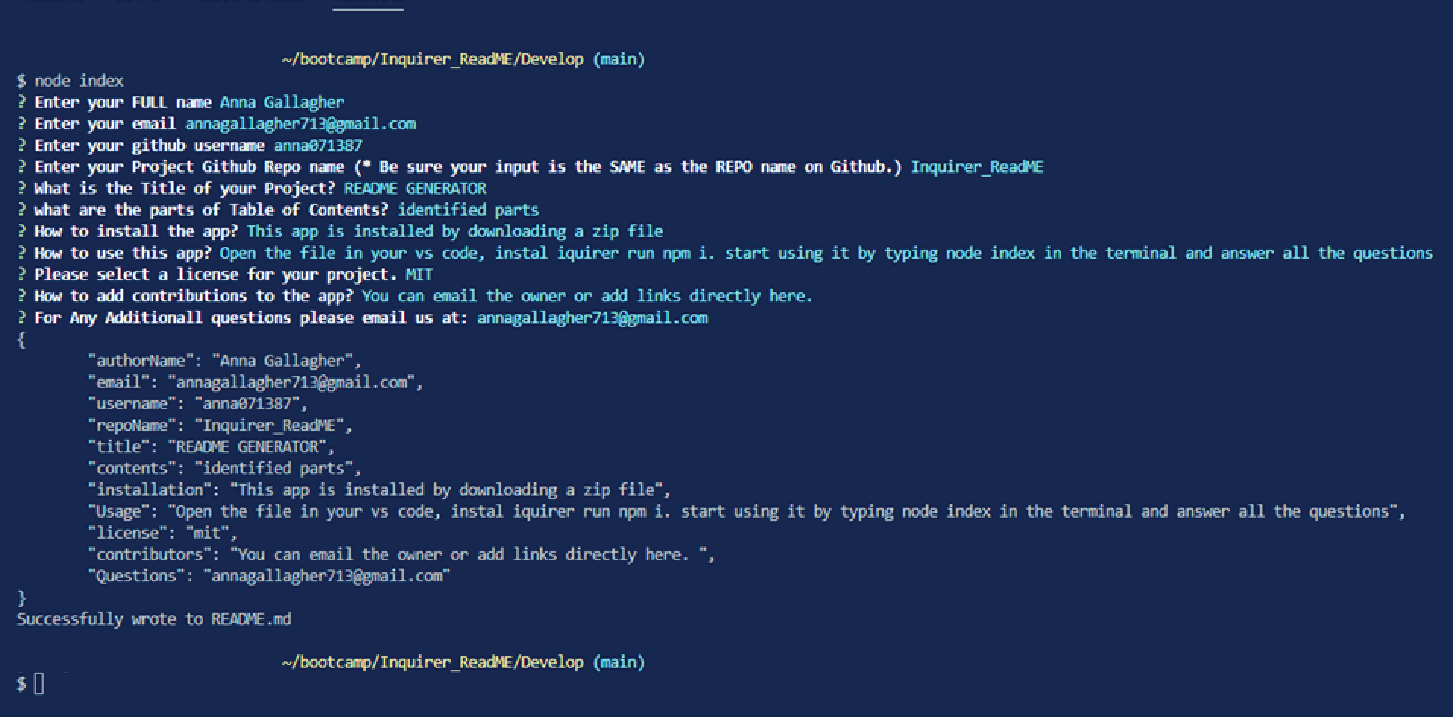 ~/bootcamp/Inquirer_ReadME/Develop (main)
$ node index
? Enter your FULL name Anna Gallagher
? Enter your email annagallagher713@gmail.com
? Enter your github username anna071387
? Enter your Project Github Repo name (* Be sure your input is the SAME as the REPO name on Github.) Inquirer_ReadME
? What is the Title of your Project? README GENERATOR
? what are the parts of Table of Contents? identified parts
? How to install the app? This app is installed by downloading a zip file
? How to use this app? Open the file in your vs code, instal iquirer run npm i. start using it by typing node index in the terminal and answer all the questions
? Please select a license for your project. MIT
? How to add contributions to the app? You can email the owner or add links directly here.
? For Any Additionall questions please email us at: annagallagher713@gmail.com
{
"authorName": "Anna Gallagher",
"email": "annagallagher713@gmail.com",
"username": "anna071387",
"repoName": "Inquirer_ReadME",
"title": "README GENERATOR",
"contents": "identified parts",
"installation": "This app is installed by downloading a zip file",
"Usage": "Open the file in your vs code, instal iquirer run npm i. start using it by typing node index in the terminal and answer all the questions",
"license": "mit",
"contributors": "You can email the owner or add links directly here. ",
"Questions": "annagallagher713@gmail.com"
}
Successfully wrote to README.md
~/bootcamp/Inquirer_ReadME/Develop (main)
$